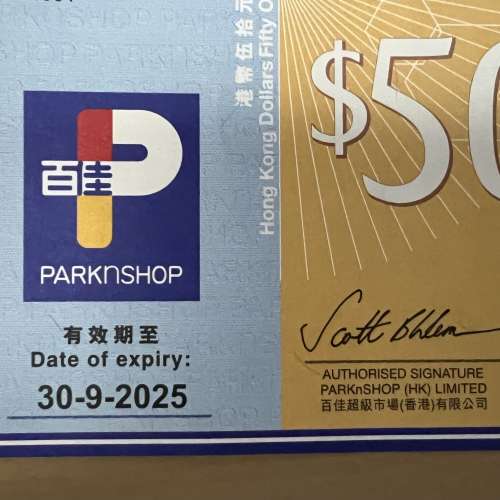 港幣伍拾元
Hong Kong Dollars Fifty O
$50
百佳
PARKnSHOP
有效期至
Date of expiry:
30-9-2025
AUTHORISED SIGNATURE
PARKnSHOP (HK) LIMITED
百佳超級市場(香港)有限公司